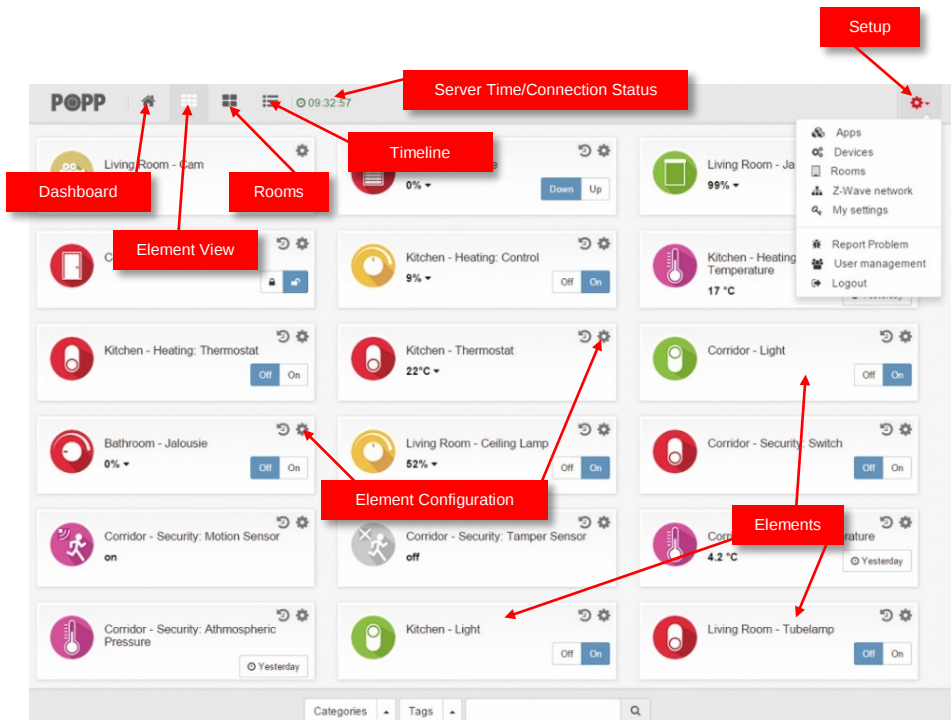 Setup
Server Time/Connection Status
POPP
09:32:57
Apps
Devices
Rooms
Z-Wave network
My settings
Report Problem
User management
Logout
Timeline
Dashboard
Rooms
Element View
Living Room - Cam
0%
Down Up
Living Room - Ja
99%
Kitchen - Heating: Control
9%
Off On
Kitchen - Heating
Temperature
17 °C
Yesterday
Kitchen - Heating: Thermostat
Off On
Kitchen - Thermostat
22°C
Corridor - Light
Off On
Bathroom - Jalousie
0%
Off On
Living Room - Ceiling Lamp
52%
Off On
Corridor - Security: Switch
Off On
Element Configuration
Elements
Corridor - Security: Motion Sensor
on
Corridor - Security: Tamper Sensor
off
4.2 °C
Yesterday
Corridor - Security: Athmospheric
Pressure
Yesterday
Kitchen - Light
Off On
Living Room - Tubelamp
Off On
Categories
Tags